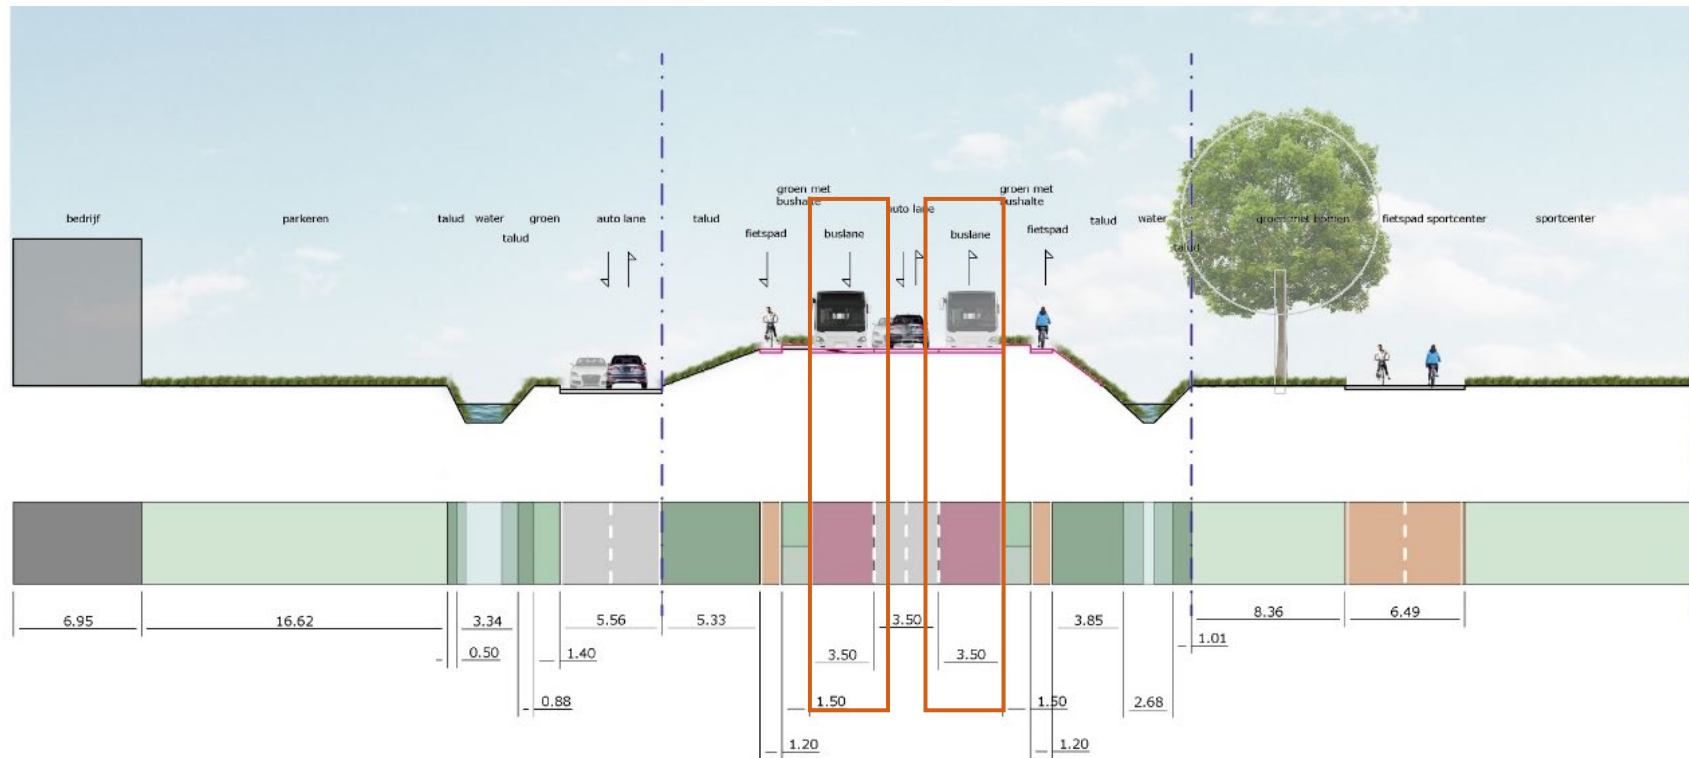 groen met
bushalte
groen met
bushalte
bedrijf
parkeren
talud
water
groen
auto lane
talud
auto lane
talud
water
groen met bomen
fietspad sportcenter
sportcenter
talud
fietspad
buslane
buslane
fietspad
talud
6.95
16.62
3.34
5.56
5.33
3.50
3.85
8.36
6.49
1.01
0.50
1.40
3.50
3.50
0.88
1.50
1.50
2.68
1.20
1.20